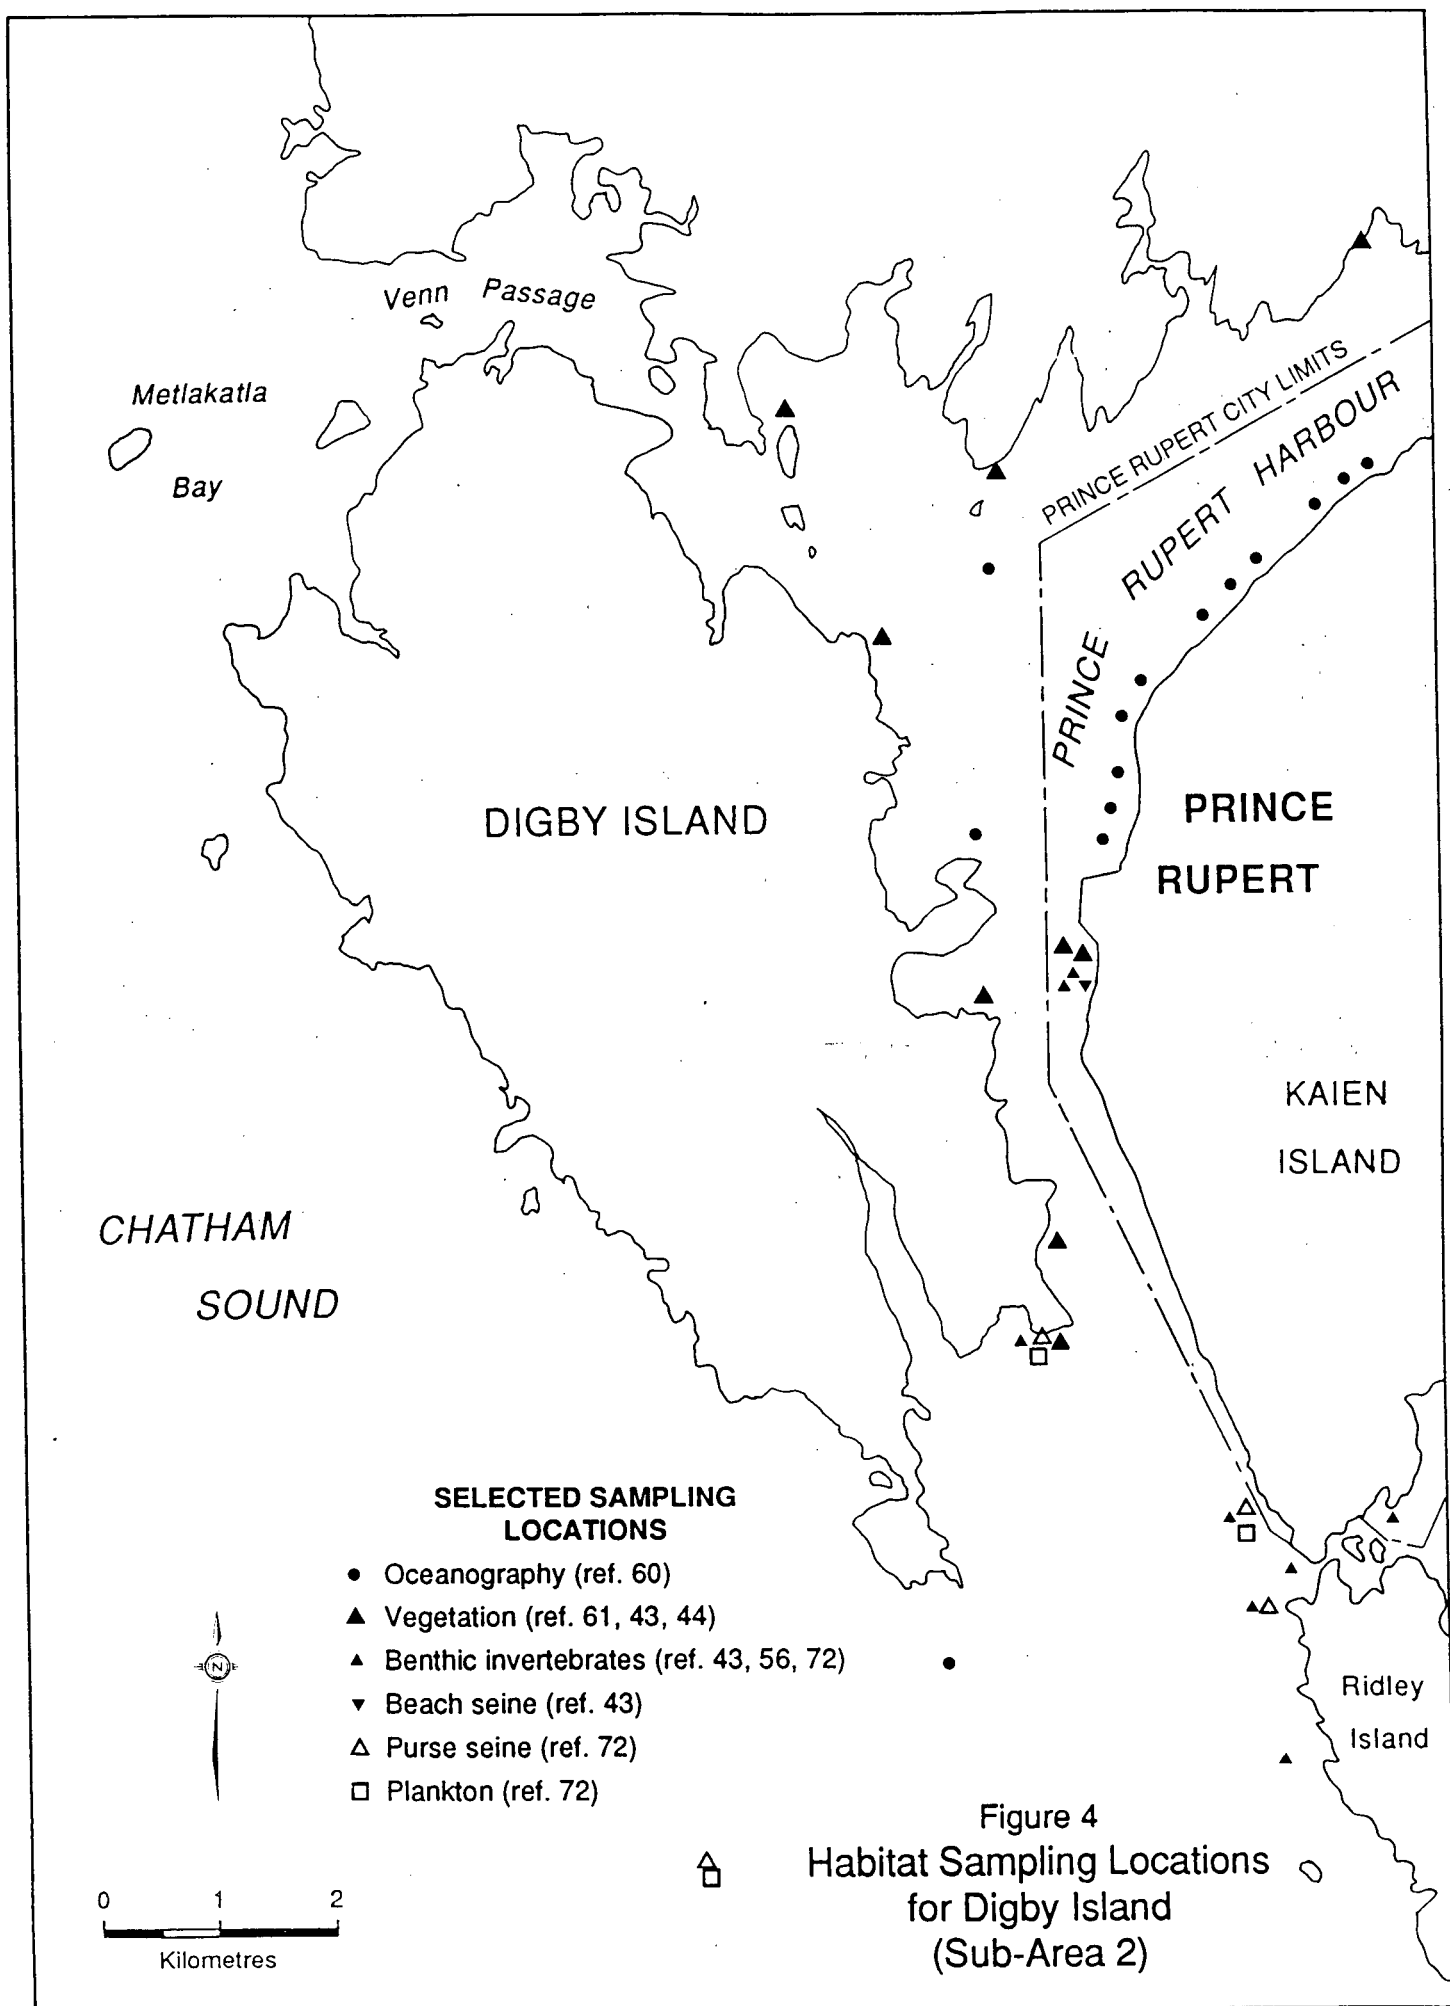 Venn Passage
Metlakatla
Bay
PRINCE RUPERT CITY LIMITS
PRINCE RUPERT HARBOUR
DIGBY ISLAND
PRINCE
RUPERT
KAIEN
ISLAND
CHATHAM
SOUND
SELECTED SAMPLING
LOCATIONS
Oceanography (ref. 60)
Vegetation (ref. 61, 43, 44)
Benthic invertebrates (ref. 43, 56, 72)
Beach seine (ref. 43)
Purse seine (ref. 72)
Plankton (ref. 72)
N
Ridley
Island
0 1 2
Kilometres
Figure 4
Habitat Sampling Locations
for Digby Island
(Sub-Area 2)